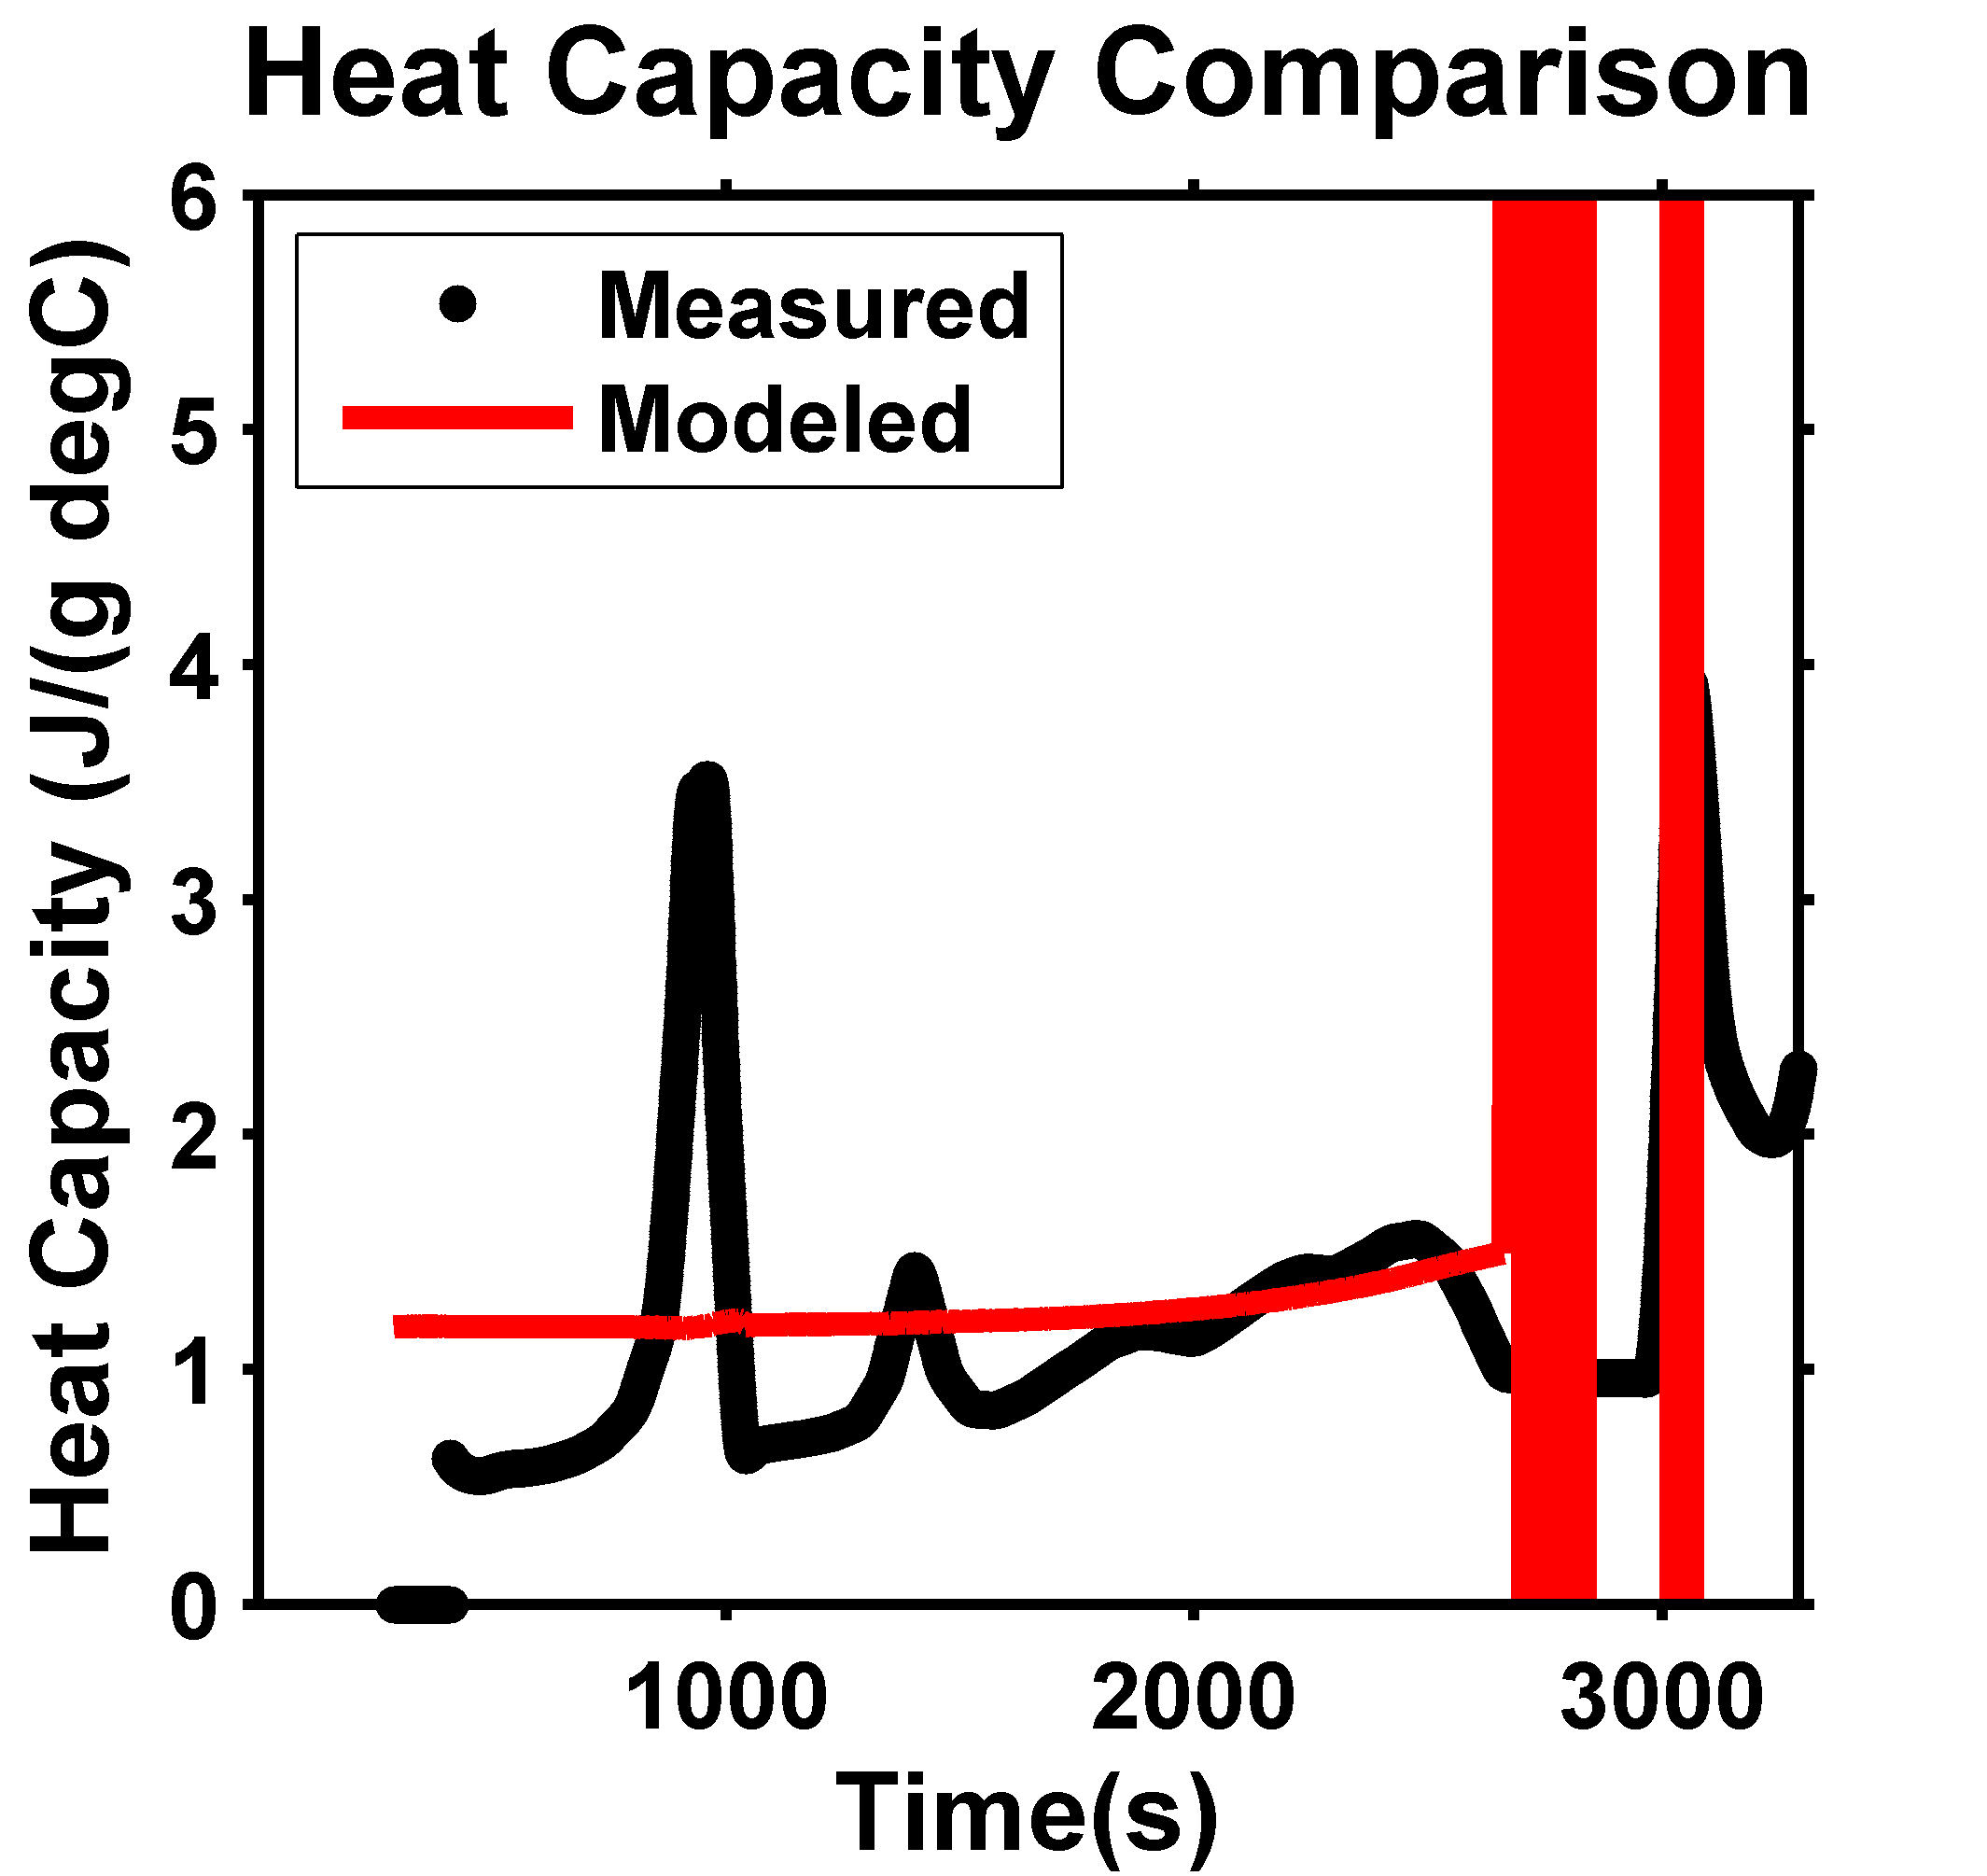 Heat Capacity Comparison
Heat Capacity (J/(g degC)
6
5
4
3
2
1
0
Measured
Modeled
1000 2000 3000
Time(s)